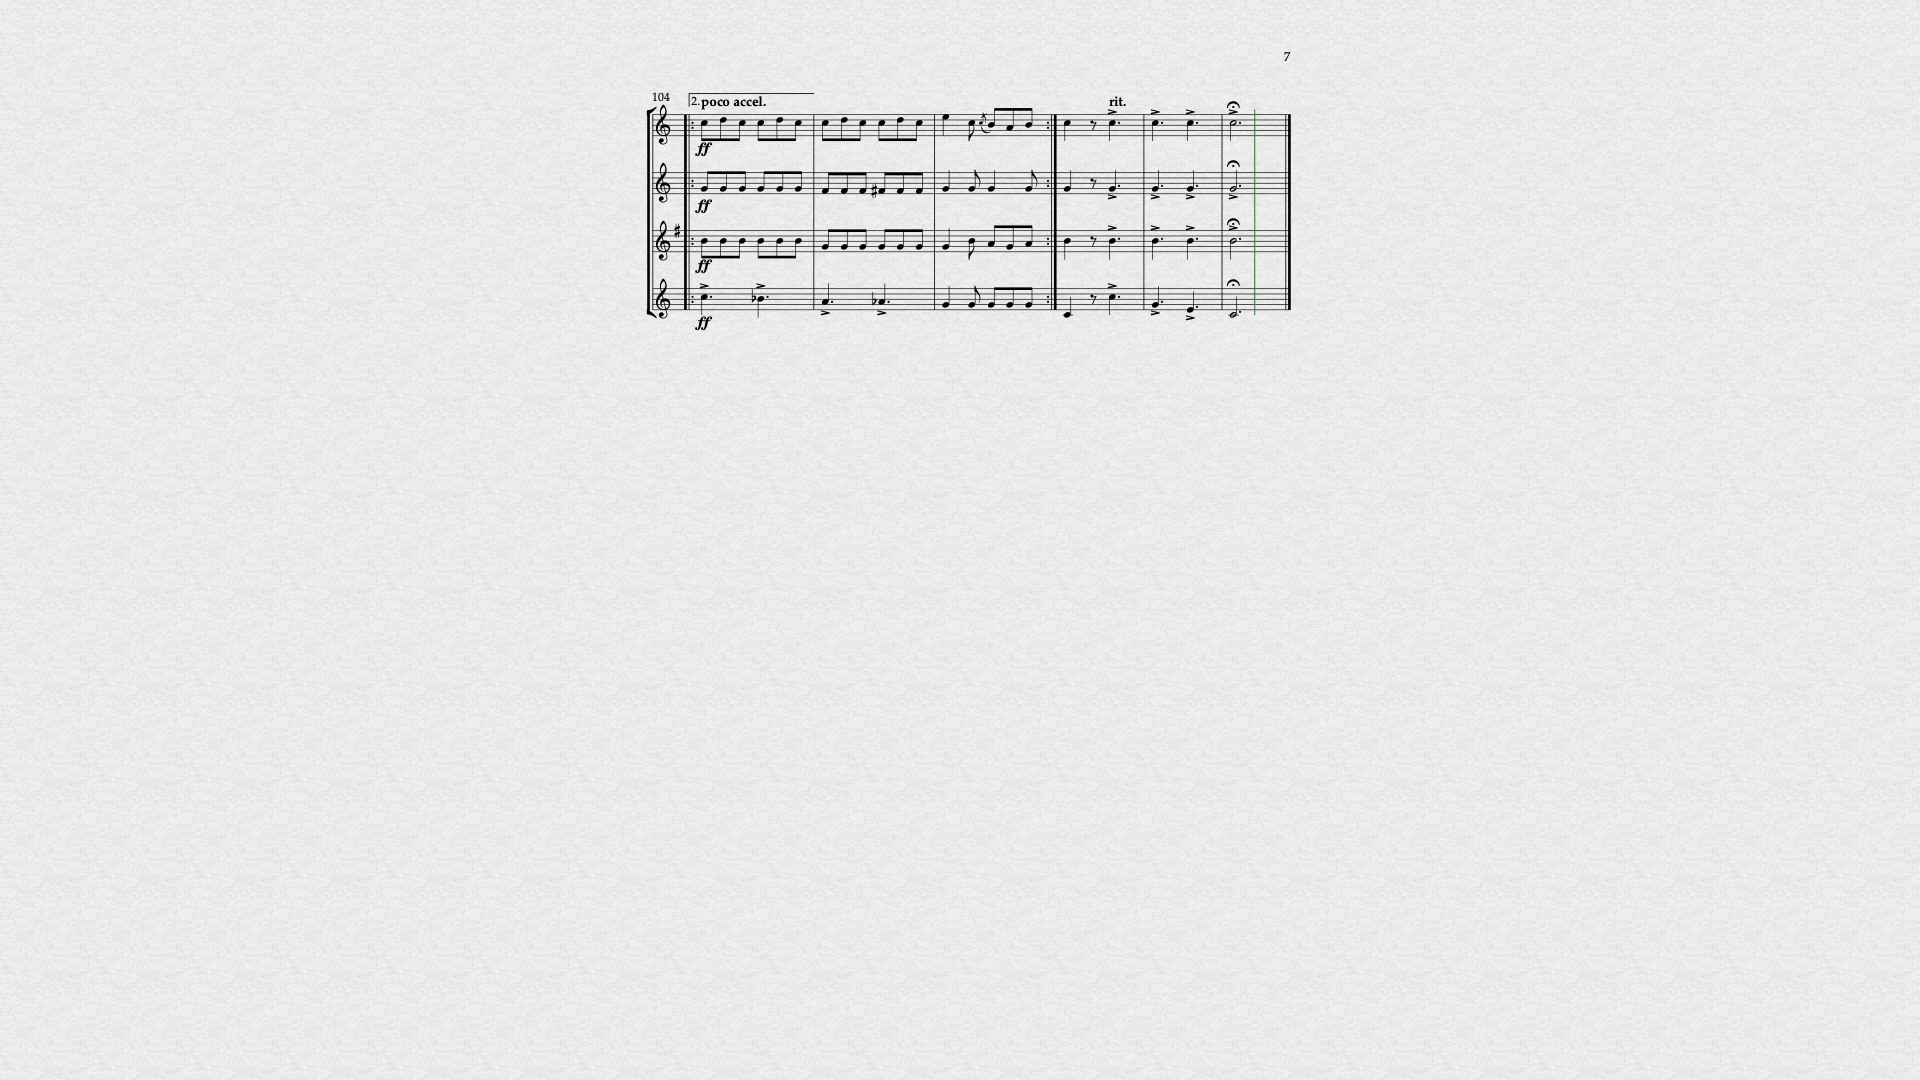 7
104
2. poco accel.
rit.
ff
ff
ff
ff